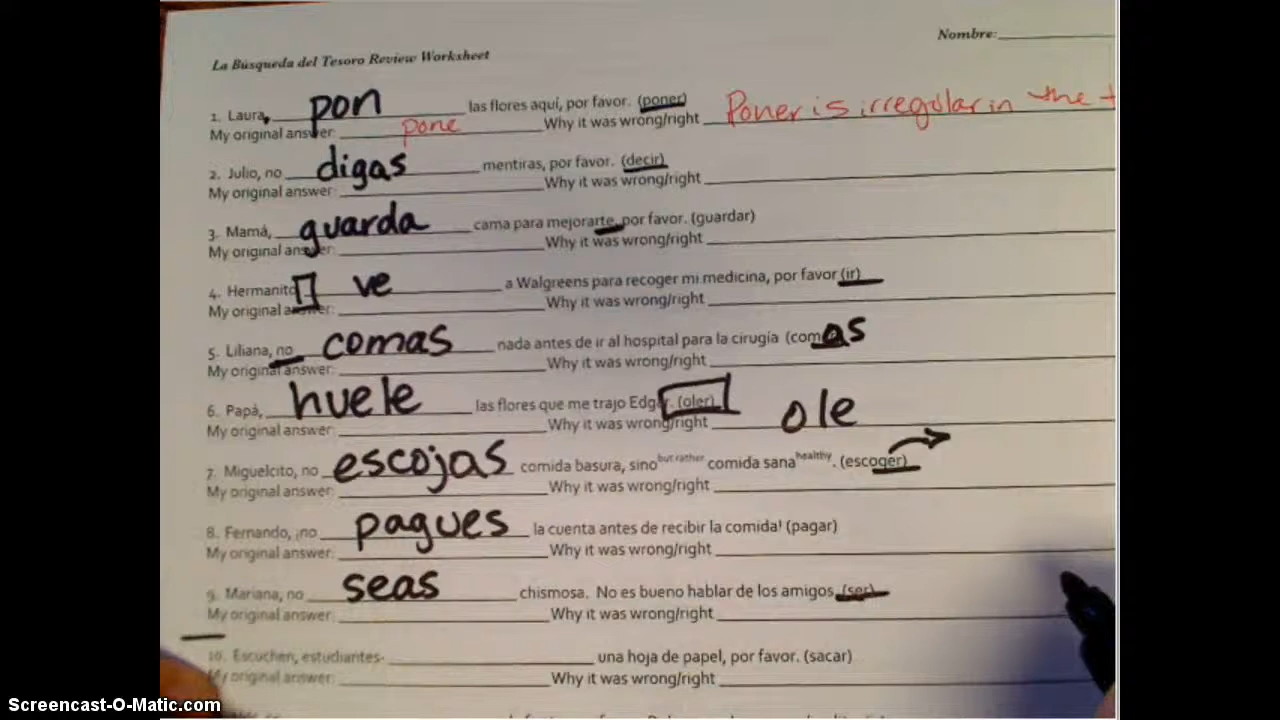 Nombre:
La Búsqueda del Tesoro Review Worksheet
1. Laura, pon las flores aquí, por favor. (poner)
My original answer: pone Why it was wrong/right Poner is irregular in the
2. Julio, no digas mentiras, por favor. (decir)
My original answer: Why it was wrong/right
3. Mamá, guarda cama para mejorarte, por favor. (guardar)
My original answer: Why it was wrong/right
4. Hermanito ve a Walgreens para recoger mi medicina, por favor (ir)
My original answer: Why it was wrong/right
5. Liliana, no comas nada antes de ir al hospital para la cirugía (com as
My original answer: Why it was wrong/right
6. Papá, huele las flores que me trajo Edgar. (oler)
My original answer: Why it was wrong/right ole
7. Miguelcito, no escojas comida basura, sino but rather comida sana healthy. (escoger)
My original answer: Why it was wrong/right
8. Fernando, ¡no pagues la cuenta antes de recibir la comida! (pagar)
My original answer: Why it was wrong/right
9. Mariana, no seas chismosa. No es bueno hablar de los amigos. (ser)
My original answer: Why it was wrong/right
10. Escuchen, estudiantes- una hoja de papel, por favor. (sacar)
My original answer: Why it was wrong/right
Screencast-O-Matic.com